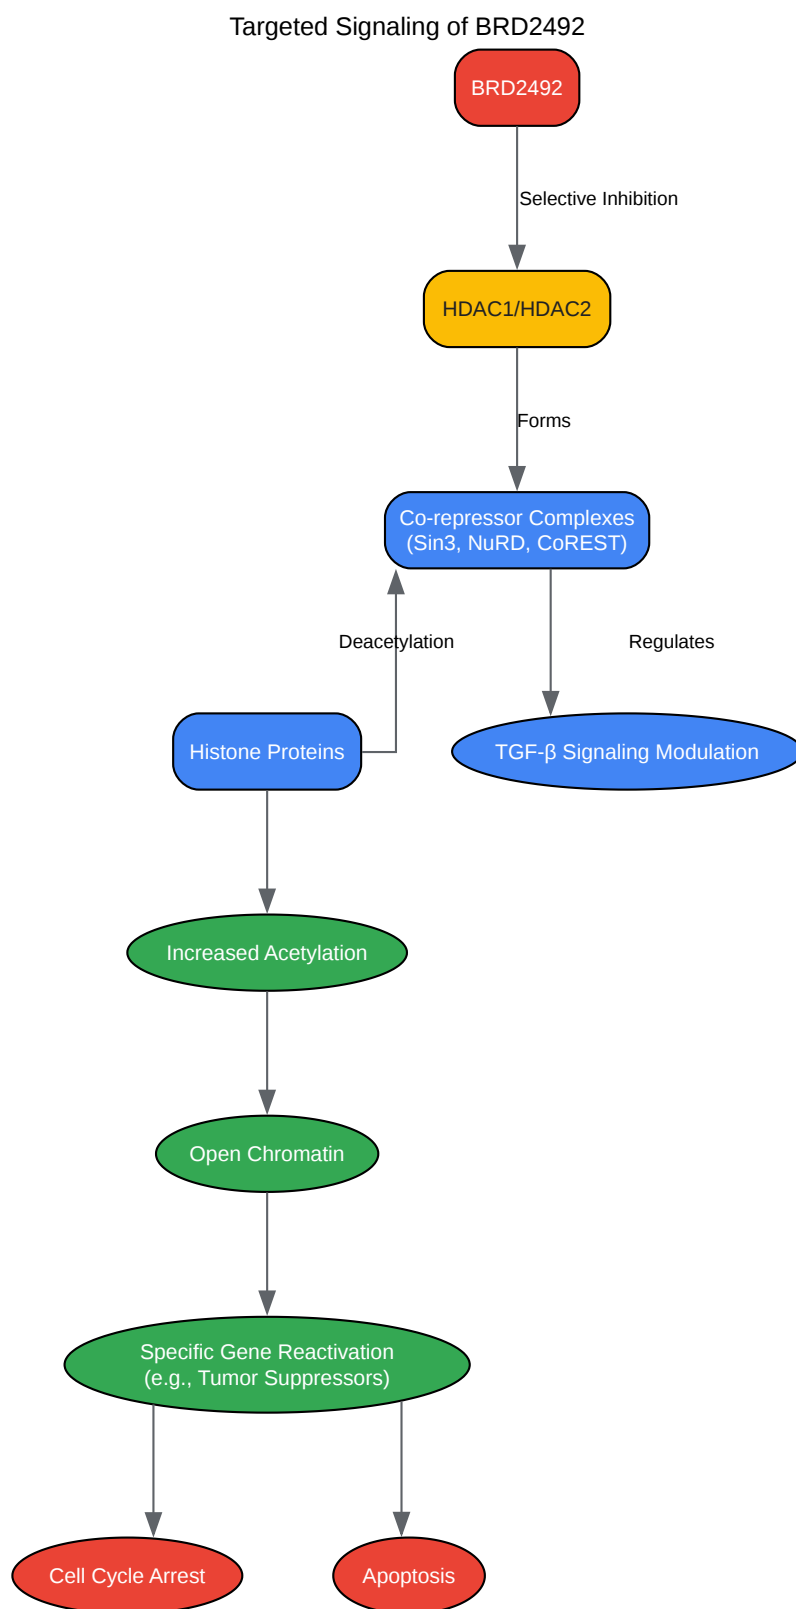 Targeted Signaling of BRD2492
BRD2492
Selective Inhibition
HDAC1/HDAC2
Forms
Co-repressor Complexes
(Sin3, NuRD, CoREST)
Deacetylation
Regulates
Histone Proteins
TGF-β Signaling Modulation
Increased Acetylation
Open Chromatin
Specific Gene Reactivation
(e.g., Tumor Suppressors)
Cell Cycle Arrest
Apoptosis